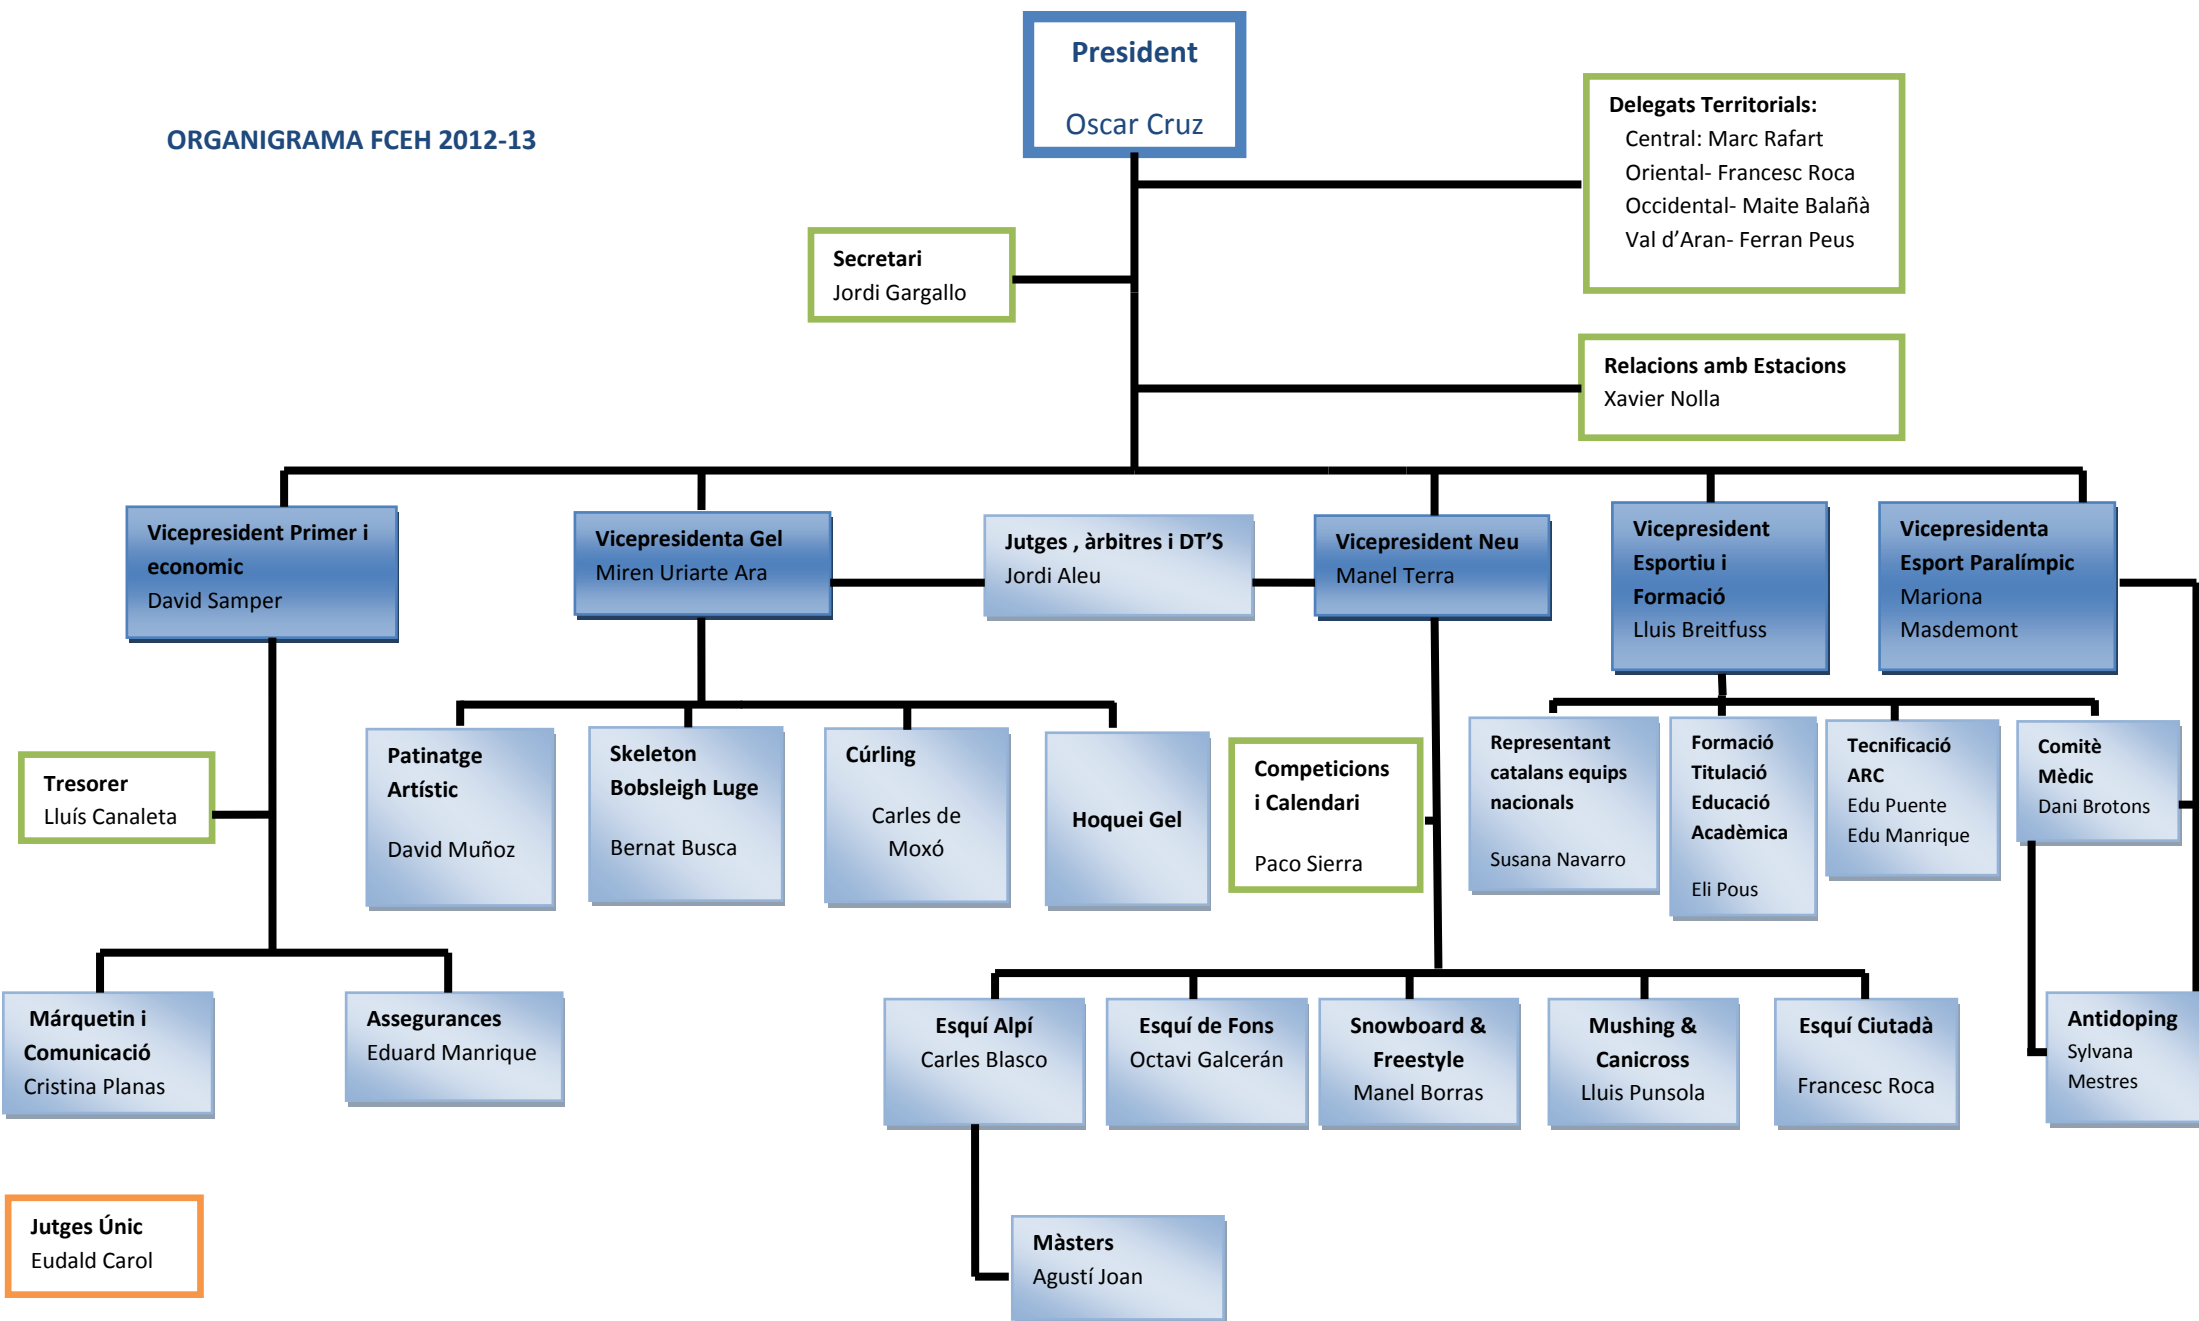 President
Oscar Cruz
ORGANIGRAMA FCEH 2012-13
Delegats Territorials:
Central: Marc Rafart
Oriental- Francesc Roca
Occidental- Maite Balañà
Val d’Aran- Ferran Peus
Secretari
Jordi Gargallo
Relacions amb Estacions
Xavier Nolla
Vicepresident Primer i
economic
David Samper
Vicepresidenta Gel
Miren Uriarte Ara
Jutges , àrbitres i DT’S
Jordi Aleu
Vicepresident Neu
Manel Terra
Vicepresident
Esportiu i
Formació
Lluis Breitfuss
Vicepresidenta
Esport Paralímpic
Mariona
Masdemont
Tresorer
Lluís Canaleta
Patinatge
Artístic
David Muñoz
Skeleton
Bobsleigh Luge
Bernat Busca
Cúrling
Carles de
Moxó
Hoquei Gel
Competicions
i Calendari
Paco Sierra
Representant
catalans equips
nacionals
Susana Navarro
Formació
Titulació
Educació
Acadèmica
Eli Pous
Tecnificació
ARC
Edu Puente
Edu Manrique
Comitè
Mèdic
Dani Brotons
Márquetin i
Comunicació
Cristina Planas
Assegurances
Eduard Manrique
Esquí Alpí
Carles Blasco
Esquí de Fons
Octavi Galcerán
Snowboard &
Freestyle
Manel Borras
Mushing &
Canicross
Lluis Punsola
Esquí Ciutadà
Francesc Roca
Antidoping
Sylvana
Mestres
Jutges Únic
Eudald Carol
Màsters
Agustí Joan